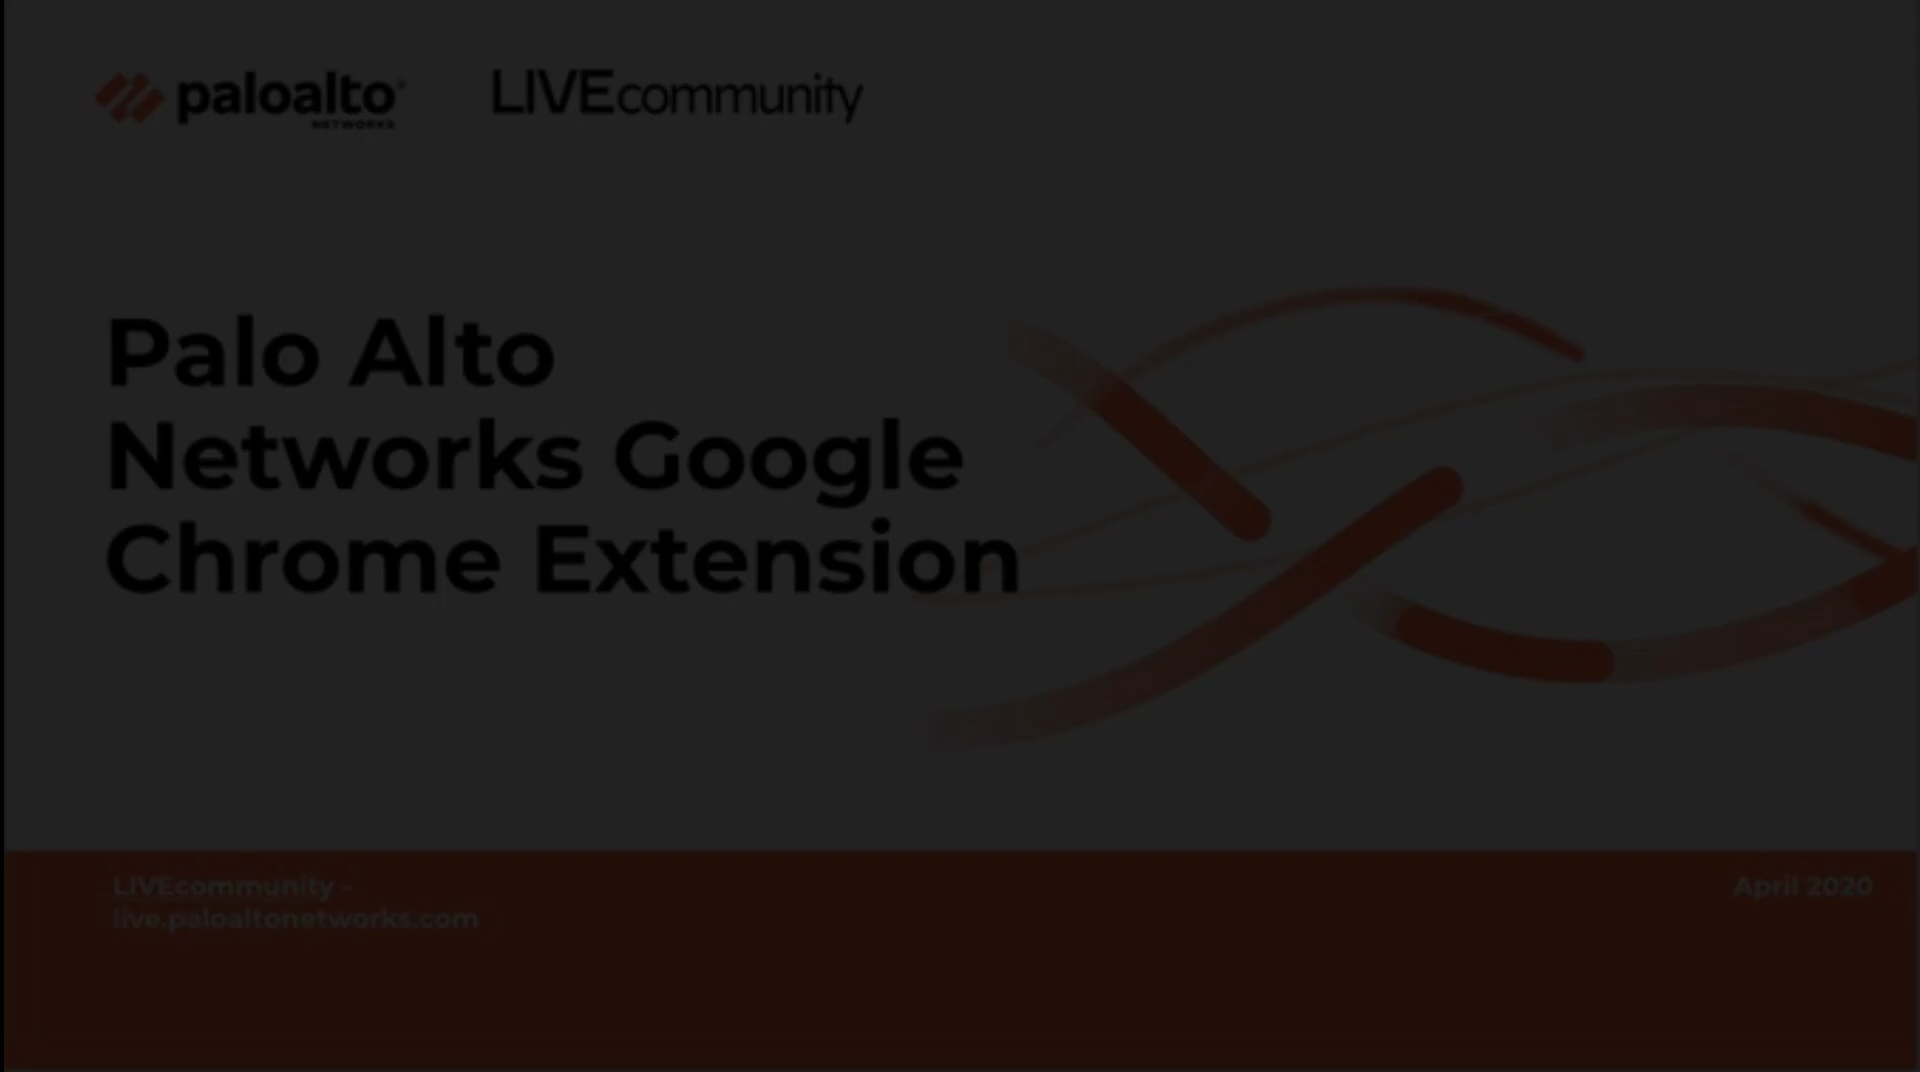 paloalto
NETWORKS
LIVEcommunity
Palo Alto
Networks Google
Chrome Extension
LIVEcommunity -
live.paloaltonetworks.com
April 2020